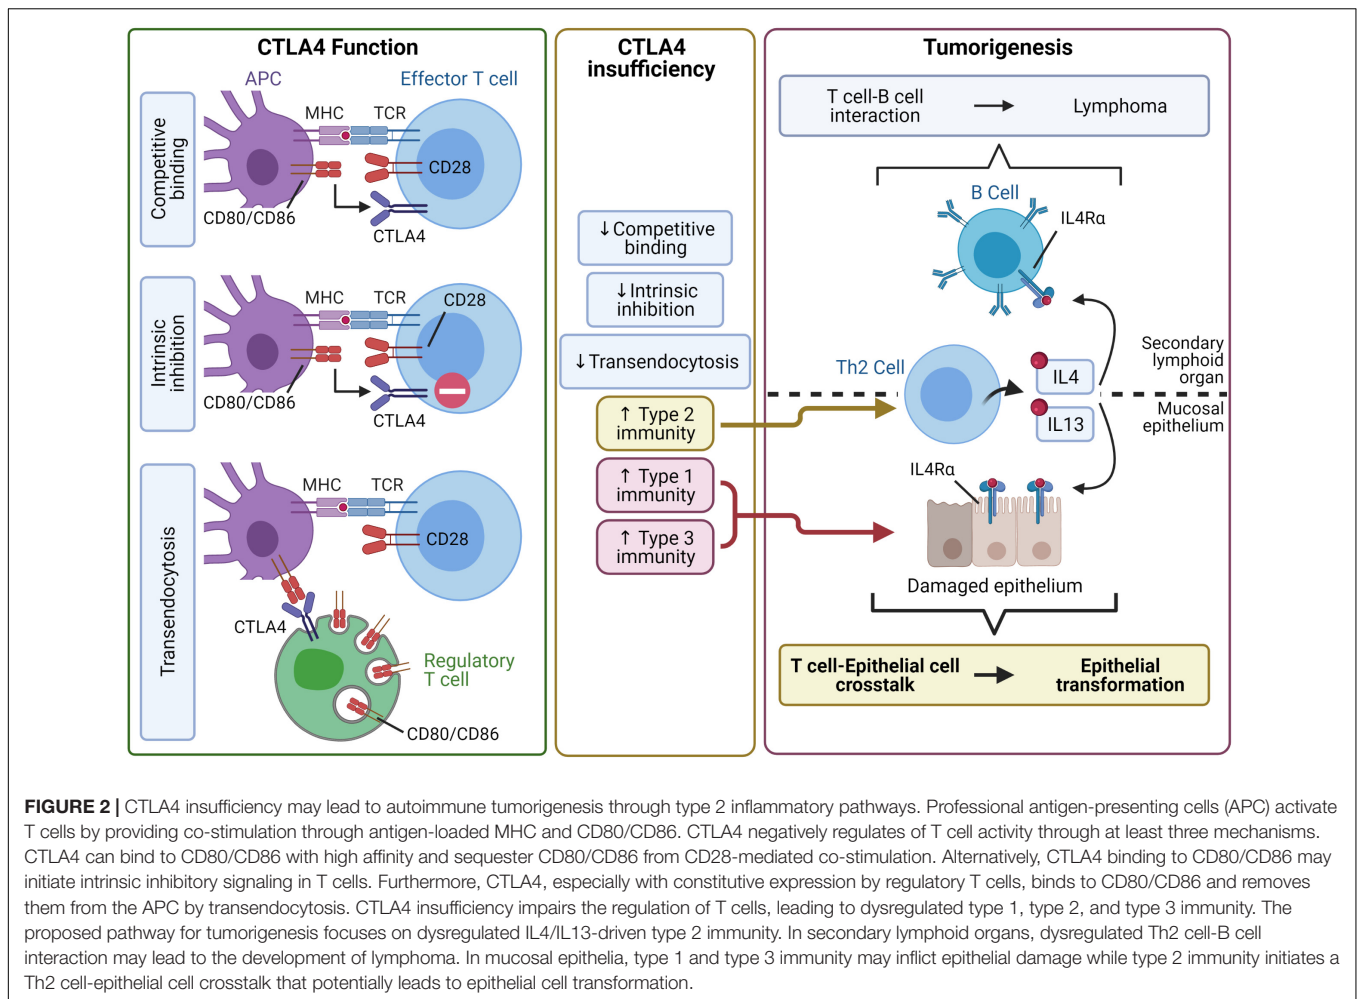 CTLA4 Function
APC
Effector T cell
Competitive
binding
MHC
TCR
CD28
CD80/CD86
CTLA4
Intrinsic
inhibition
MHC
TCR
CD28
CD80/CD86
CTLA4
Transendocytosis
MHC
TCR
CD28
CTLA4
Regulatory
T cell
CD80/CD86
CTLA4
insufficiency
↓Competitive
binding
↓Intrinsic
inhibition
↓Transendocytosis
↑ Type 2
immunity
↑ Type 1
immunity
↑ Type 3
immunity
Tumorigenesis
T cell-B cell
interaction
Lymphoma
B Cell
IL4Rα
Th2 Cell
IL4
IL13
Secondary
lymphoid
organ
Mucosal
epithelium
IL4Rα
Damaged epithelium
T cell-Epithelial cell
crosstalk
Epithelial
transformation
FIGURE 2 | CTLA4 insufficiency may lead to autoimmune tumorigenesis through type 2 inflammatory pathways. Professional antigen-presenting cells (APC) activate
T cells by providing co-stimulation through antigen-loaded MHC and CD80/CD86. CTLA4 negatively regulates of T cell activity through at least three mechanisms.
CTLA4 can bind to CD80/CD86 with high affinity and sequester CD80/CD86 from CD28-mediated co-stimulation. Alternatively, CTLA4 binding to CD80/CD86 may
initiate intrinsic inhibitory signaling in T cells. Furthermore, CTLA4, especially with constitutive expression by regulatory T cells, binds to CD80/CD86 and removes
them from the APC by transendocytosis. CTLA4 insufficiency impairs the regulation of T cells, leading to dysregulated type 1, type 2, and type 3 immunity. The
proposed pathway for tumorigenesis focuses on dysregulated IL4/IL13-driven type 2 immunity. In secondary lymphoid organs, dysregulated Th2 cell-B cell
interaction may lead to the development of lymphoma. In mucosal epithelia, type 1 and type 3 immunity may inflict epithelial damage while type 2 immunity initiates a
Th2 cell-epithelial cell crosstalk that potentially leads to epithelial cell transformation.